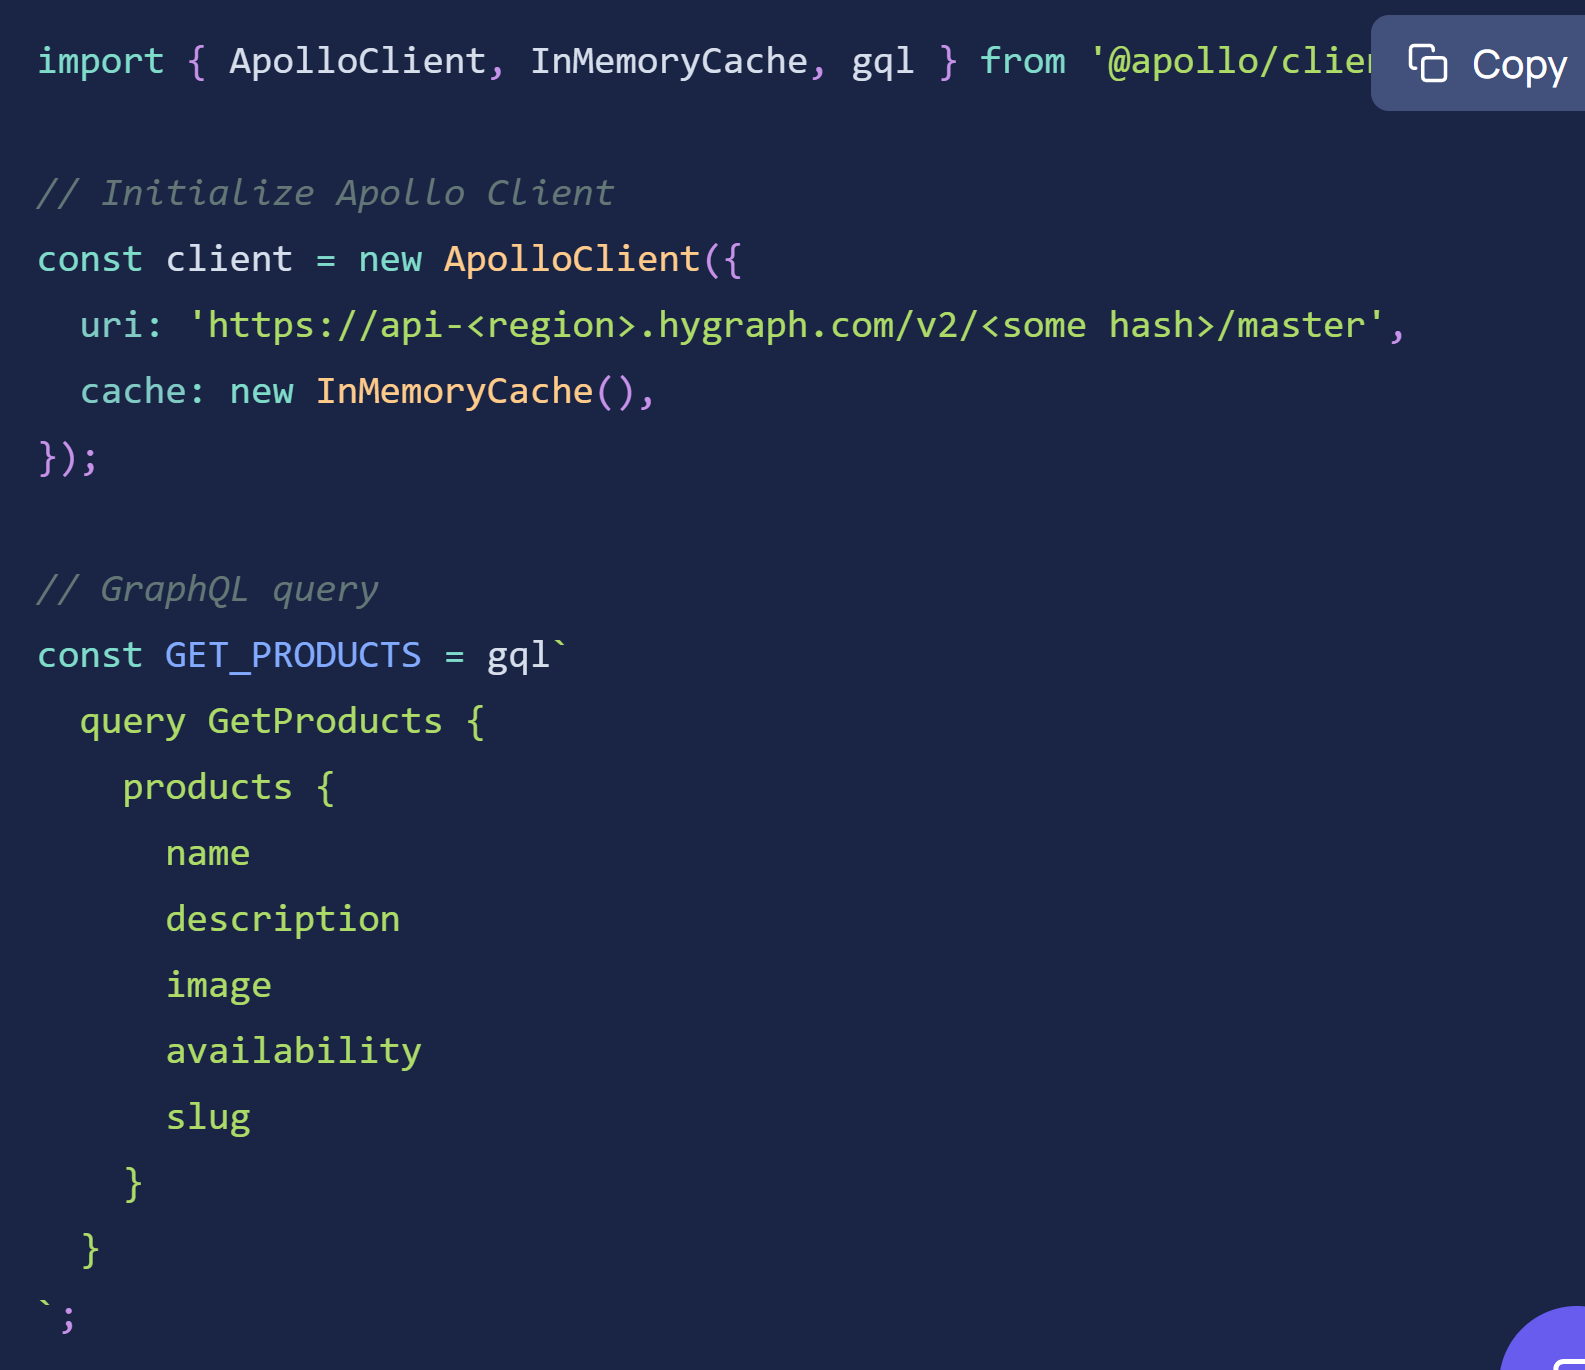 import { ApolloClient, InMemoryCache, gql } from
Copy
// Initialize Apollo Client
const client = new ApolloClient({
  uri: 'https://api-<region>.hygraph.com/v2/<some hash>/master',
  cache: new InMemoryCache(),
});
// GraphQL query
const GET_PRODUCTS = gql`
  query GetProducts {
    products {
      name
      description
      image
      availability
      slug
    }
  }
`;